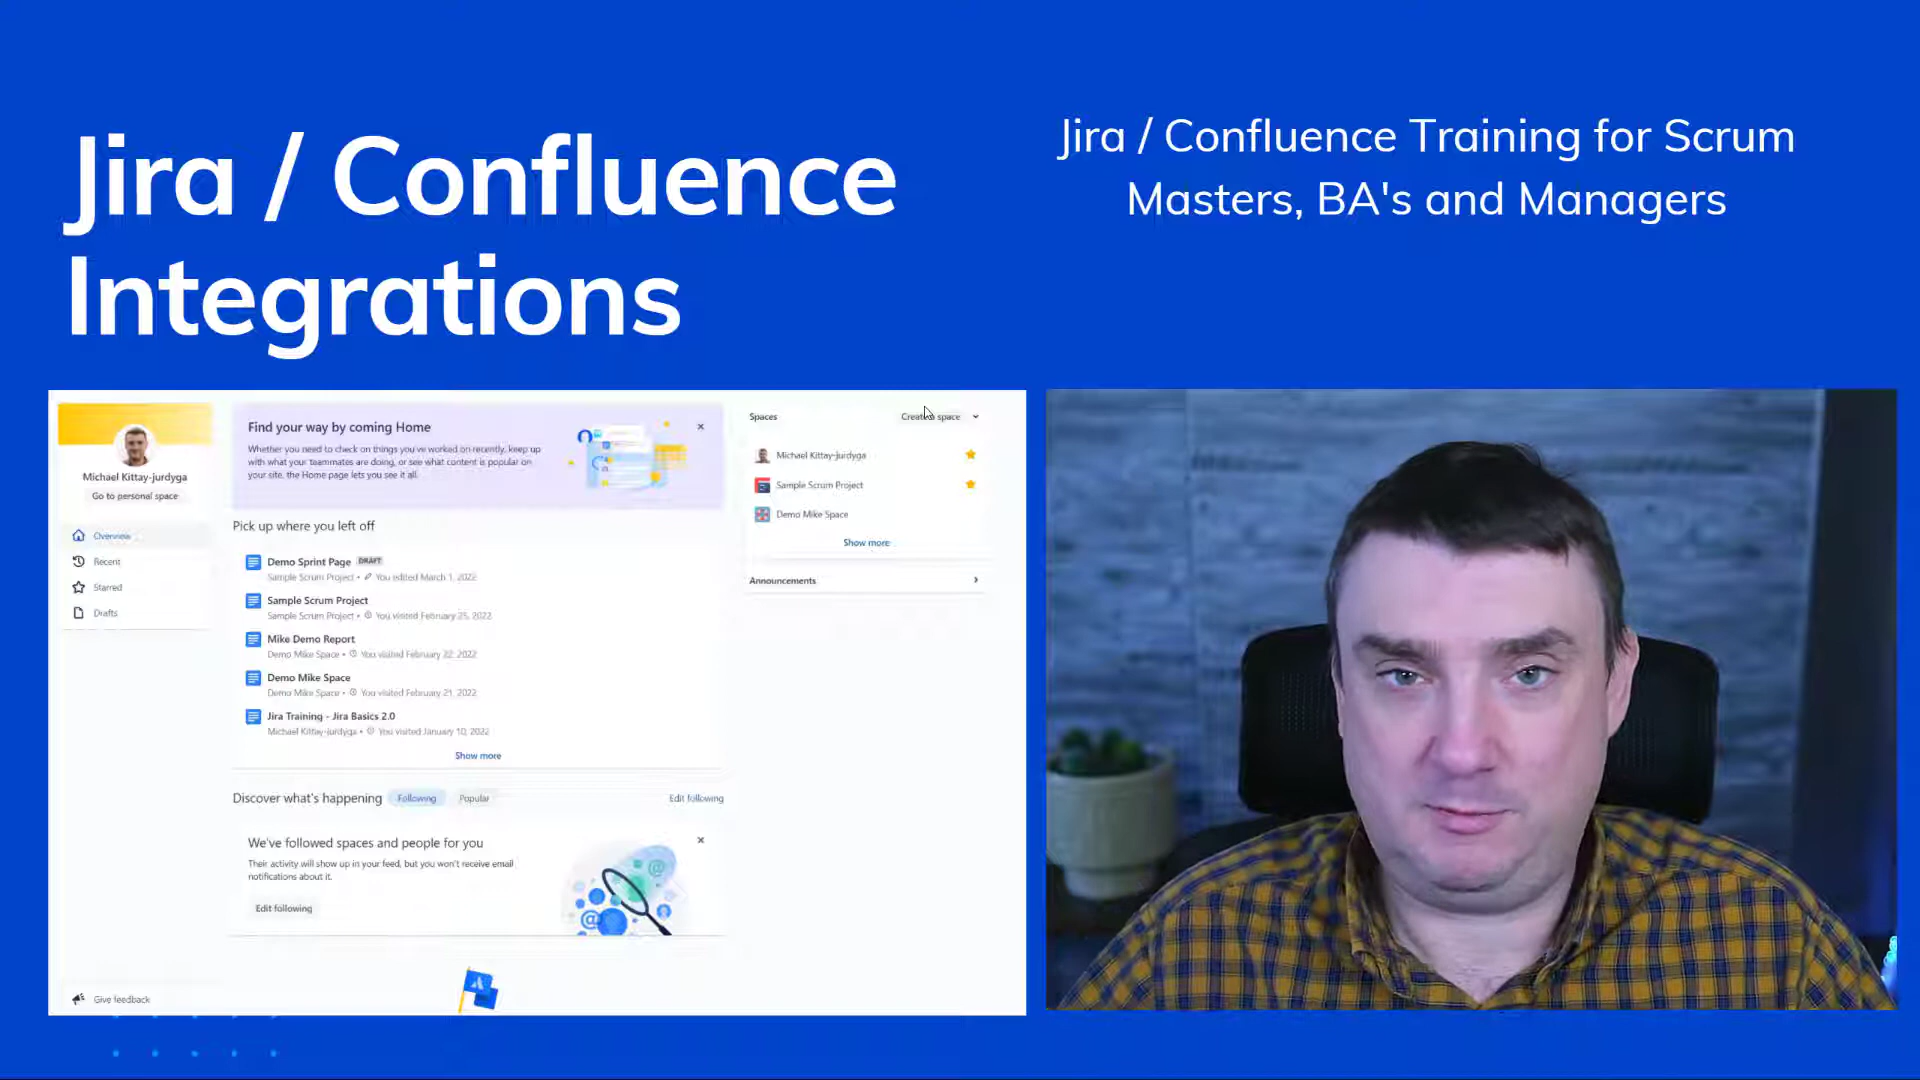 Jira / Confluence
Integrations
Jira / Confluence Training for Scrum
Masters, BA's and Managers
Michael Kittay-jurdyga
Go to personal space
Overview
Recent
Starred
Drafts
Give feedback
Find your way by coming Home
Whether you need to check on things you've worked on recently, keep up
with what your teammates are doing, or see what content is popular on
your site, the Home page lets you see it all.
Pick up where you left off
Demo Sprint Page DRAFT
Sample Scrum Project • You edited March 1, 2022
Sample Scrum Project
Sample Scrum Project • You visited February 25, 2022
Mike Demo Report
Demo Mike Space • You visited February 22, 2022
Demo Mike Space
Demo Mike Space • You visited February 21, 2022
Jira Training - Jira Basics 2.0
Michael Kittay-jurdyga • You visited January 10, 2022
Show more
Discover what's happening Following Popular Edit following
We've followed spaces and people for you
Their activity will show up in your feed, but you won't receive email
notifications about it.
Edit following
Spaces
Create a space
Michael Kittay-jurdyga
Sample Scrum Project
Demo Mike Space
Show more
Announcements